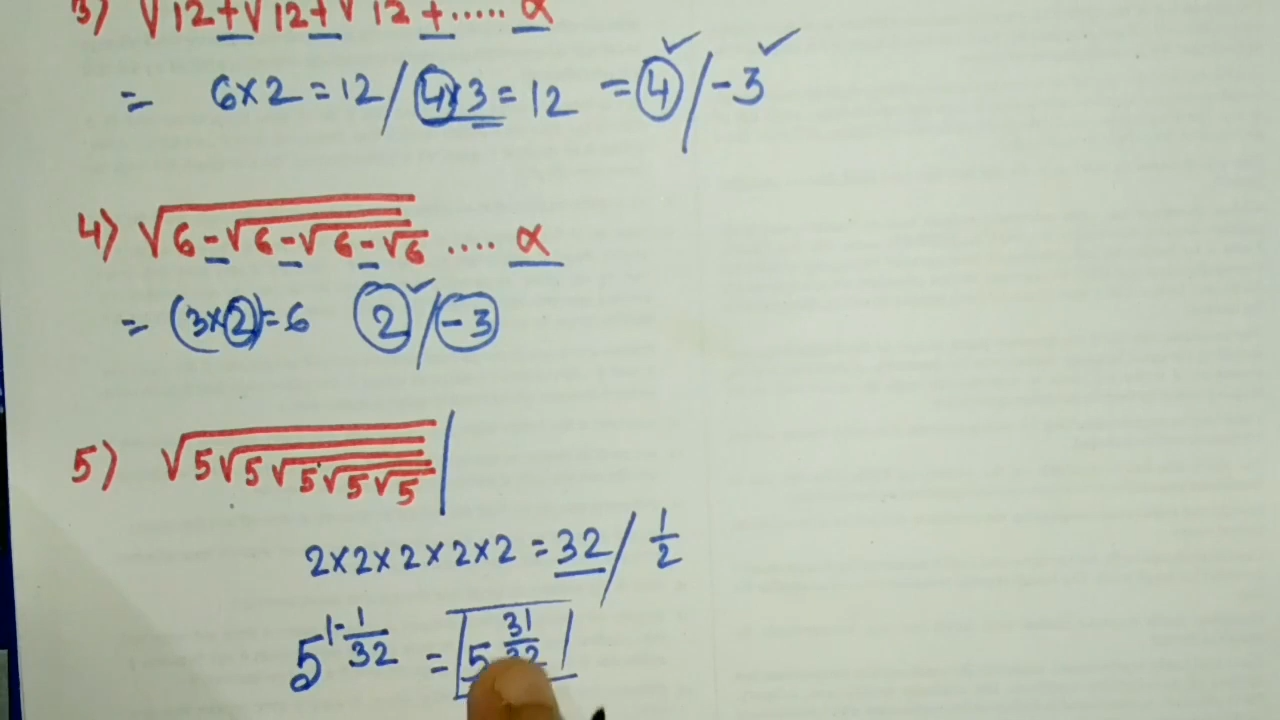 3) √12+√12+√12+..... α
= 6×2=12/4×3=12 =4/-3
4) √6-√6-√6-√6 .... α
= (3×2)=6 2/-3
5) √5√5√5√5√5
2×2×2×2×2=32/ 1/2
5^(1-1/32) = 5^(31/32)